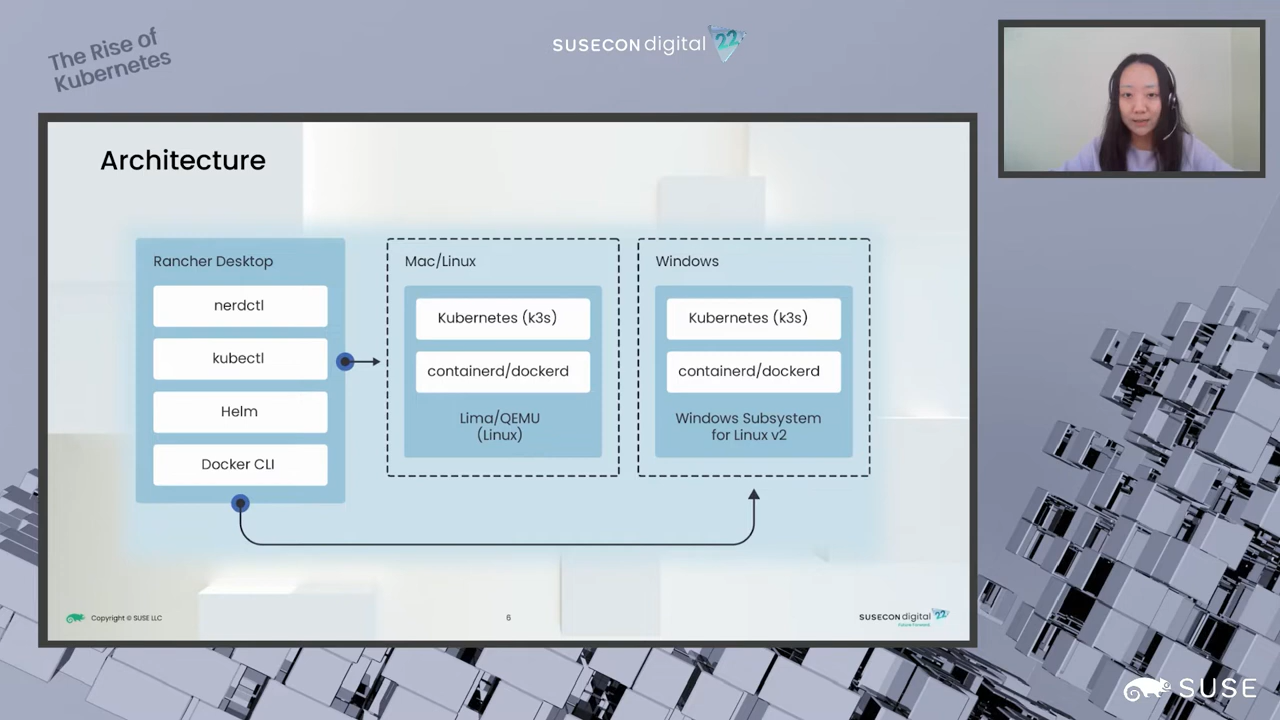 The Rise of
Kubernetes
SUSECON digital 22
Architecture
Rancher Desktop
nerdctl
kubectl
Helm
Docker CLI
Mac/Linux
Kubernetes (k3s)
containerd/dockerd
Lima/QEMU
(Linux)
Windows
Kubernetes (k3s)
containerd/dockerd
Windows Subsystem
for Linux v2
Copyright © SUSE LLC
6
SUSECON digital 22
Future Forward
SUSE